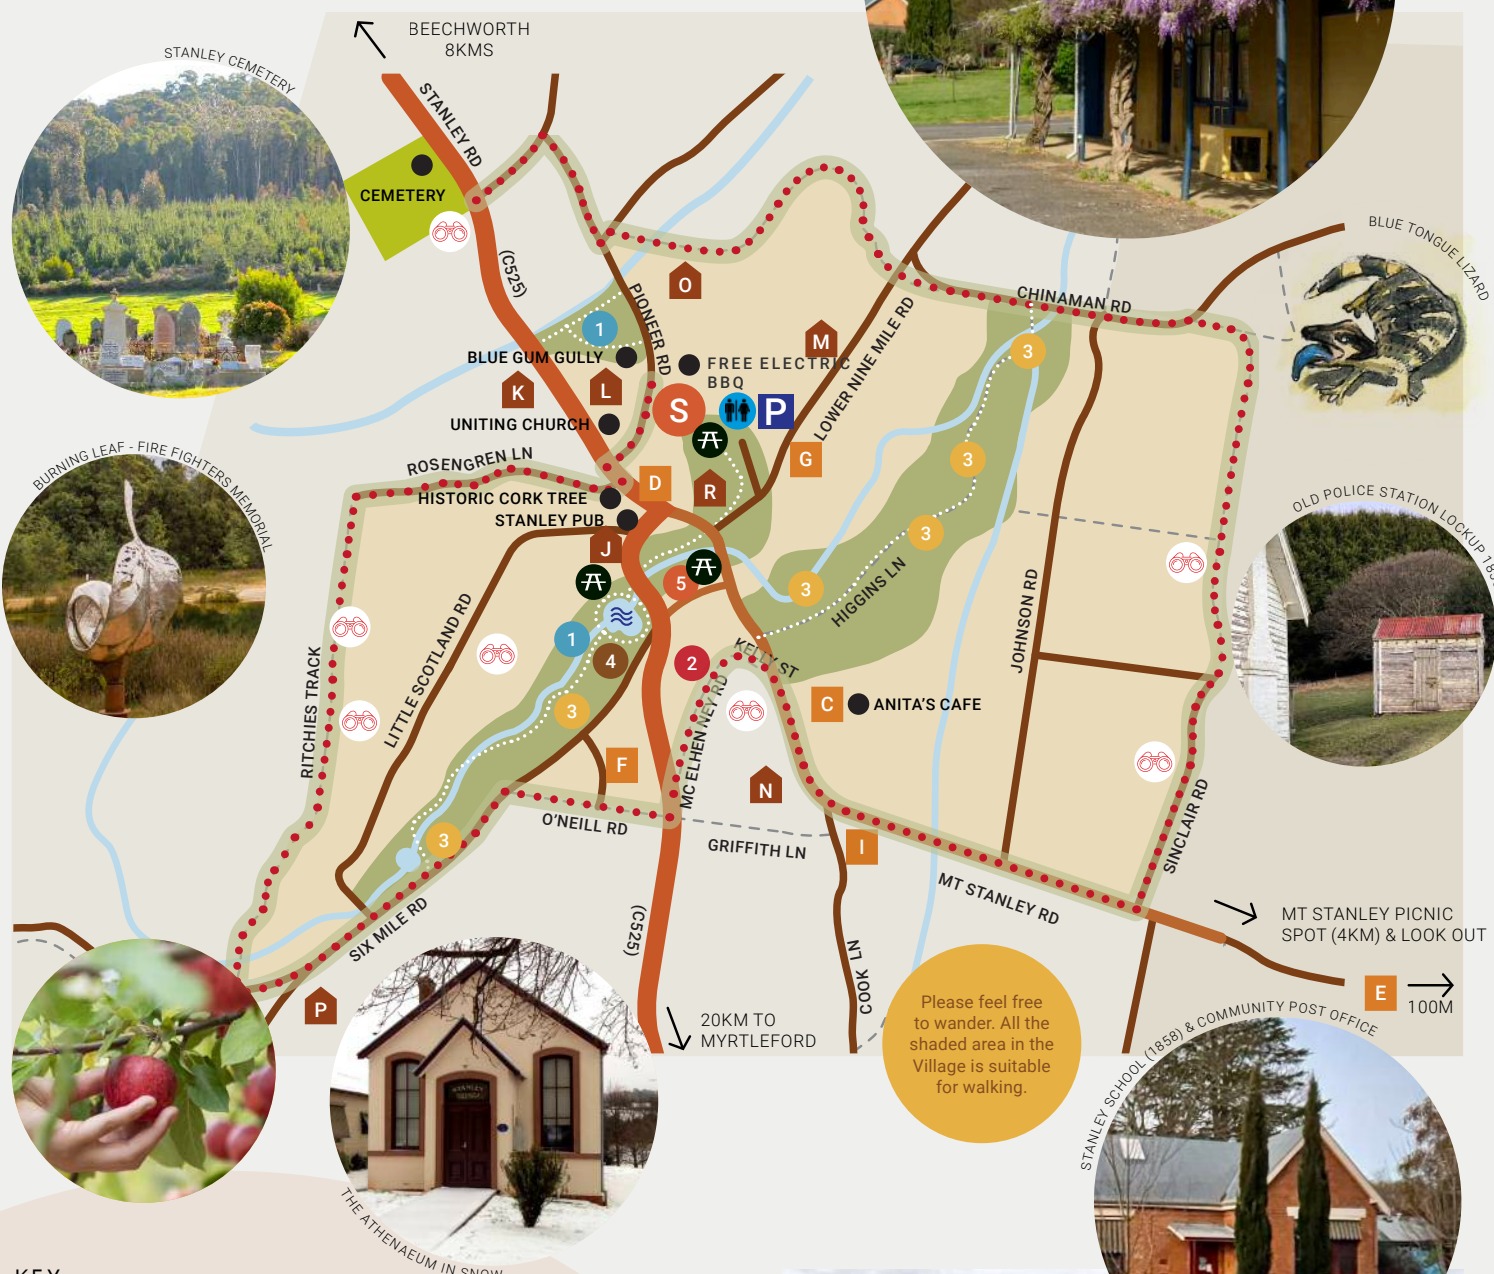 BEECHWORTH
8KMS
STANLEY CEMETERY
STANLEY RD
CEMETERY
(C525)
BLUE TONGUE LIZARD
O
CHINAMAN RD
PIONEER RD
1
M
LOWER NINE MILE RD
3
BLUE GUM GULLY
FREE ELECTRIC
BBQ
K
L
S
P
UNITING CHURCH
BURNING LEAF - FIRE FIGHTERS MEMORIAL
ROSENGREN LN
G
3
D
R
HISTORIC CORK TREE
STANLEY PUB
OLD POLICE STATION LOCKUP
J
3
5
3
HIGGINS LN
JOHNSON RD
LITTLE SCOTLAND RD
1
4
2
KELLY ST
RITCHIES TRACK
3
MC ELHENNEY RD
C
ANITA'S CAFE
F
N
O'NEILL RD
GRIFFITH LN
I
SINCLAIR RD
3
MT STANLEY RD
SIX MILE RD
(C525)
COOK LN
MT STANLEY PICNIC
SPOT (4KM) & LOOK OUT
E
100M
P
20KM TO
MYRTLEFORD
Please feel free
to wander. All the
shaded area in the
Village is suitable
for walking.
STANLEY SCHOOL (1858) & COMMUNITY POST OFFICE
THE ATHENAEUM IN SNOW
KEY